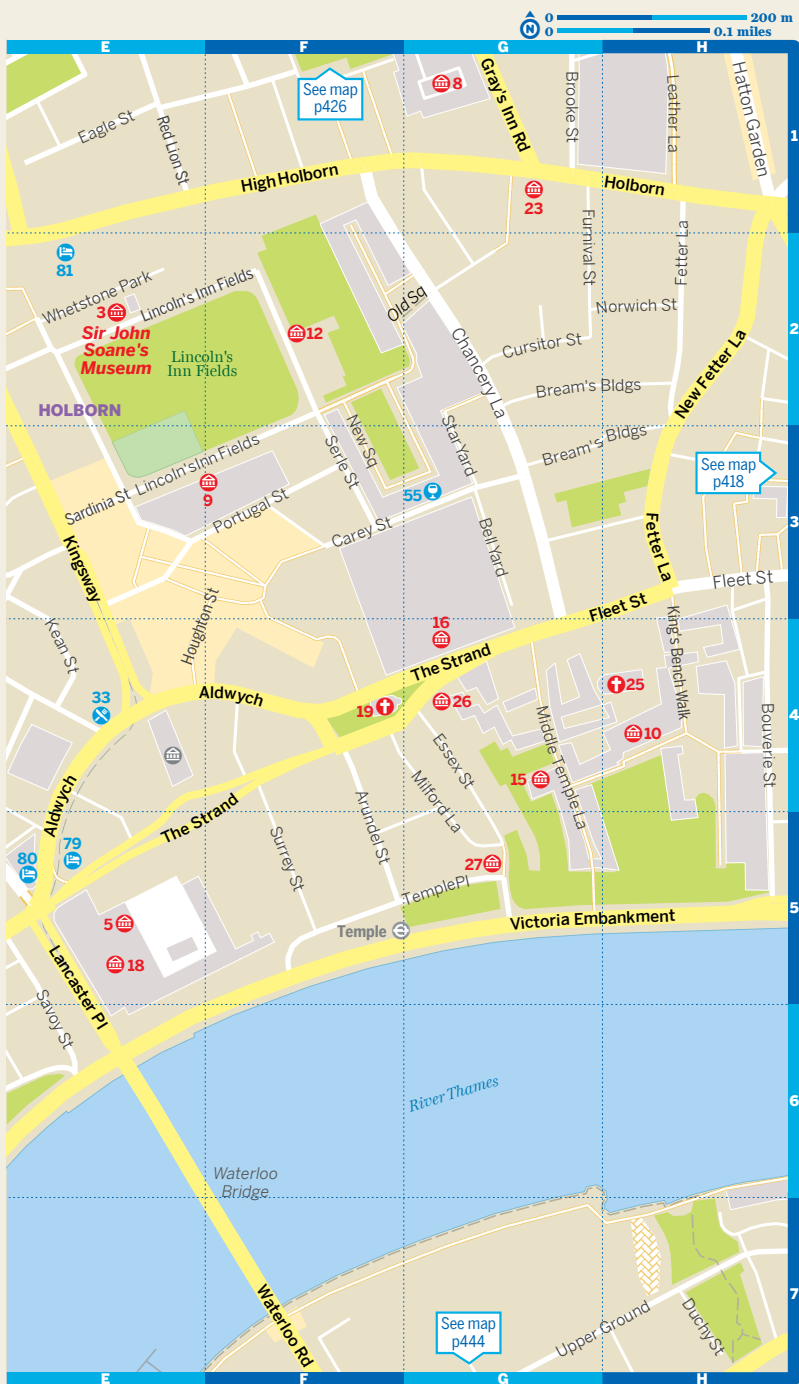 N
0
200 m
0
0.1 miles
E
F
G
H
8
See map
p426
Gray's Inn Rd
Brooke St
Leather La
Hatton Garden
Eagle St
Red Lion St
1
High Holborn
Holborn
23
81
Furnival St
Fetter La
Whetstone Park
Lincoln's Inn Fields
3
Sir John
Soane's
Museum
12
Old Sq
Norwich St
2
Lincoln's
Inn Fields
Chancery La
Cursitor St
New Fetter La
Bream's Bldgs
HOLBORN
New Sq
Star Yard
Serle St
Bream's Bldgs
See map
p418
Lincoln's Inn Fields
Sardinia St
9
55
Portugal St
3
Carey St
Bell Yard
Fetter La
Kingsway
Fleet St
Houghton St
Fleet St
Kean St
16
King's Bench Walk
The Strand
25
Aldwych
33
19
26
4
10
Middle Temple La
Bouverie St
Essex St
15
Milford La
Aldwych
Arundel St
The Strand
Surrey St
79
80
27
Temple Pl
5
Victoria Embankment
5
Temple
18
Lancaster Pl
Savoy St
River Thames
6
Waterloo
Bridge
Waterloo Rd
7
See map
p444
Upper Ground
Duchy St
E
F
G
H